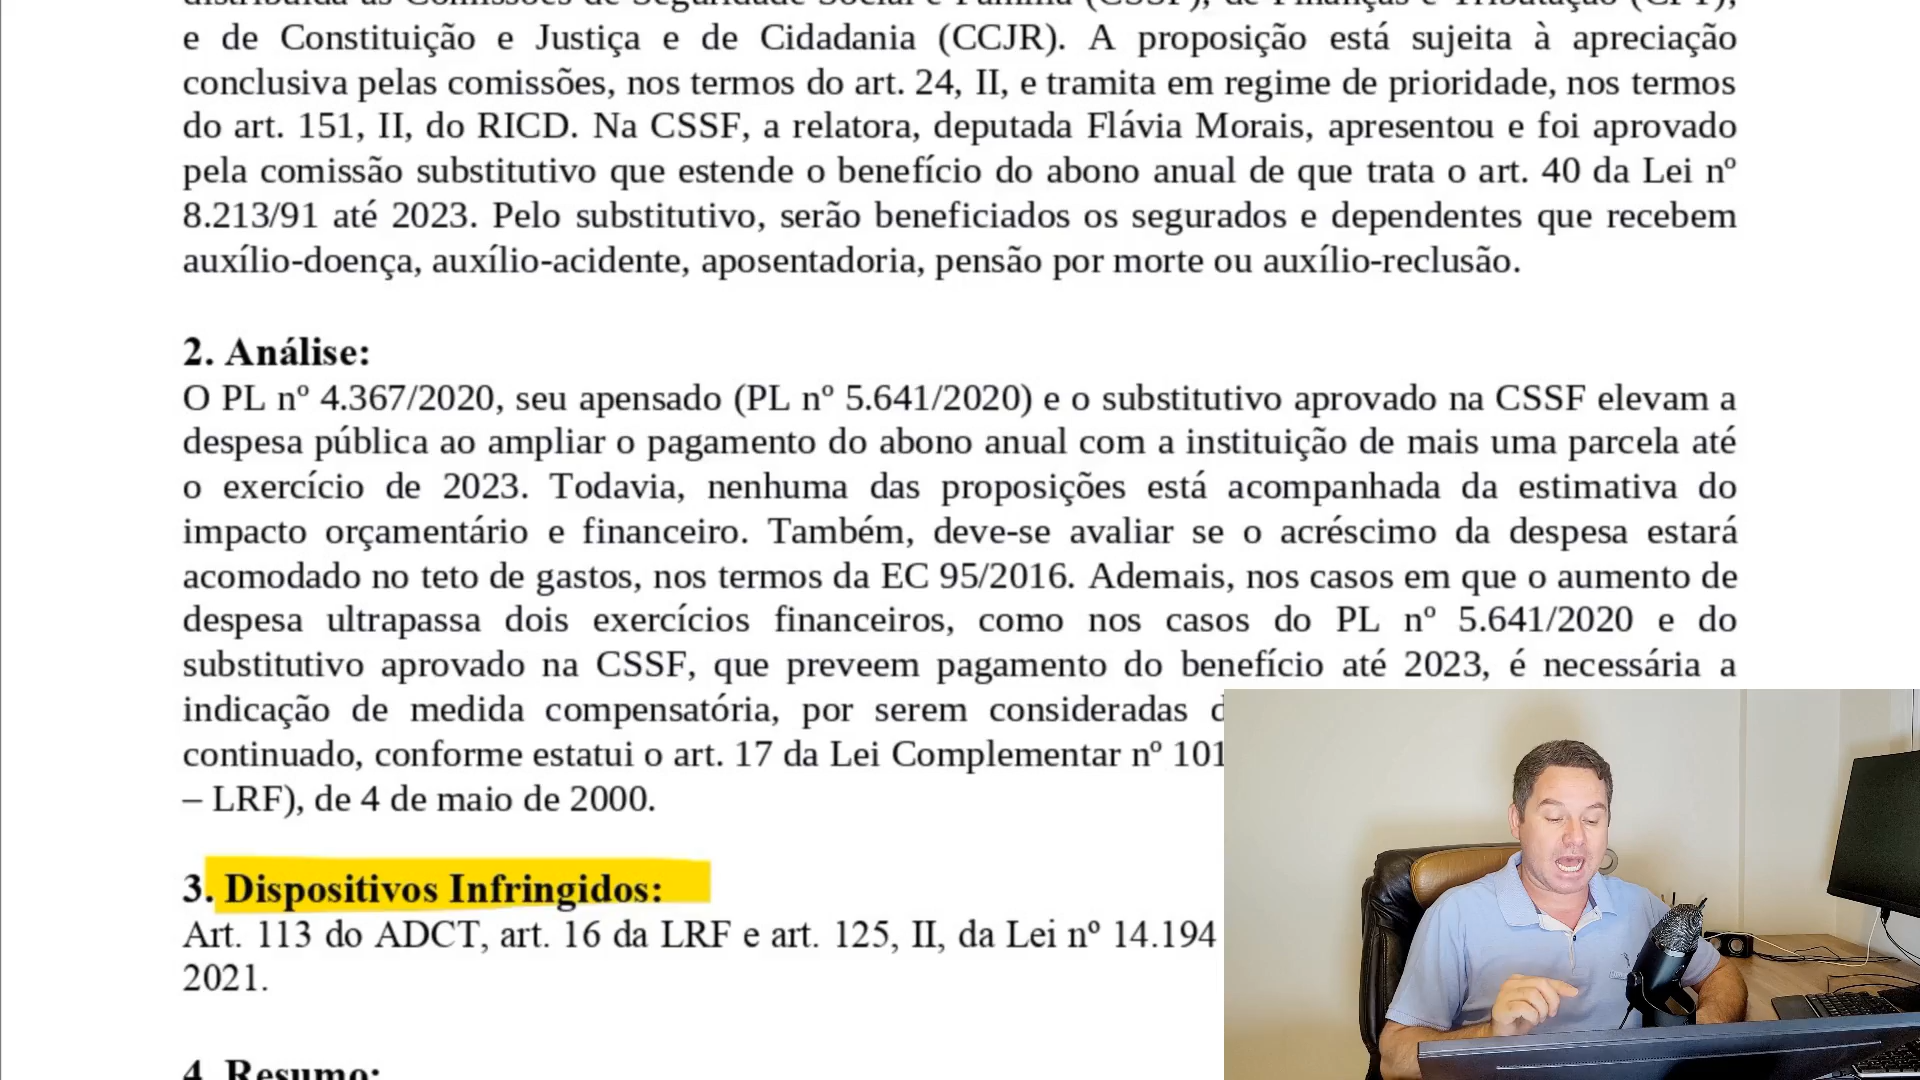 e de Constituição e Justiça e de Cidadania (CCJR). A proposição está sujeita à apreciação
conclusiva pelas comissões, nos termos do art. 24, II, e tramita em regime de prioridade, nos termos
do art. 151, II, do RICD. Na CSSF, a relatora, deputada Flávia Morais, apresentou e foi aprovado
pela comissão substitutivo que estende o benefício do abono anual de que trata o art. 40 da Lei nº
8.213/91 até 2023. Pelo substitutivo, serão beneficiados os segurados e dependentes que recebem
auxílio-doença, auxílio-acidente, aposentadoria, pensão por morte ou auxílio-reclusão.
2. Análise:
O PL nº 4.367/2020, seu apensado (PL nº 5.641/2020) e o substitutivo aprovado na CSSF elevam a
despesa pública ao ampliar o pagamento do abono anual com a instituição de mais uma parcela até
o exercício de 2023. Todavia, nenhuma das proposições está acompanhada da estimativa do
impacto orçamentário e financeiro. Também, deve-se avaliar se o acréscimo da despesa estará
acomodado no teto de gastos, nos termos da EC 95/2016. Ademais, nos casos em que o aumento de
despesa ultrapassa dois exercícios financeiros, como nos casos do PL nº 5.641/2020 e do
substitutivo aprovado na CSSF, que preveem pagamento do benefício até 2023, é necessária a
indicação de medida compensatória, por serem consideradas
continuado, conforme estatui o art. 17 da Lei Complementar nº 101
– LRF), de 4 de maio de 2000.
3. Dispositivos Infringidos:
Art. 113 do ADCT, art. 16 da LRF e art. 125, II, da Lei nº 14.194
2021.
4. Resumo: